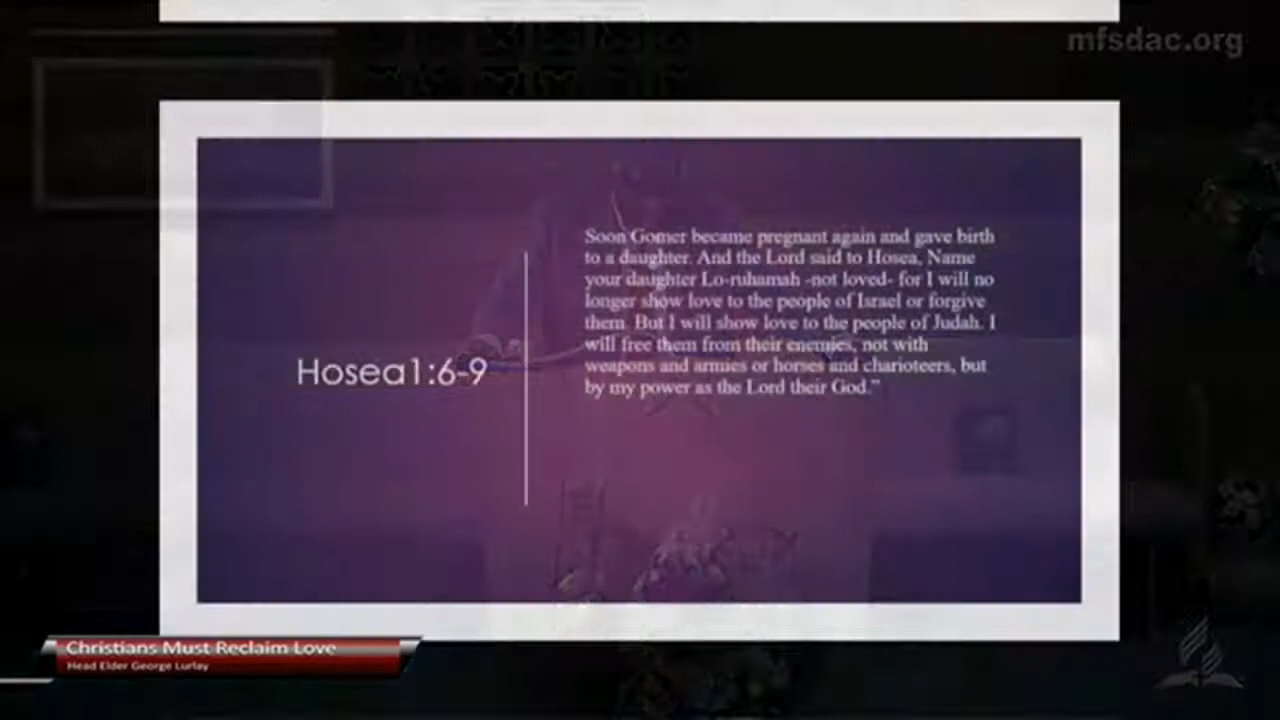 mfsdac.org
Hosea1:6-9
Soon Gomer became pregnant again and gave birth
to a daughter. And the Lord said to Hosea, Name
your daughter Lo-ruhamah -not loved- for I will no
longer show love to the people of Israel or forgive
them. But I will show love to the people of Judah. I
will free them from their enemies, not with
weapons and armies or horses and charioteers, but
by my power as the Lord their God.”
Christians Must Reclaim Love
Head Elder George Lurlay